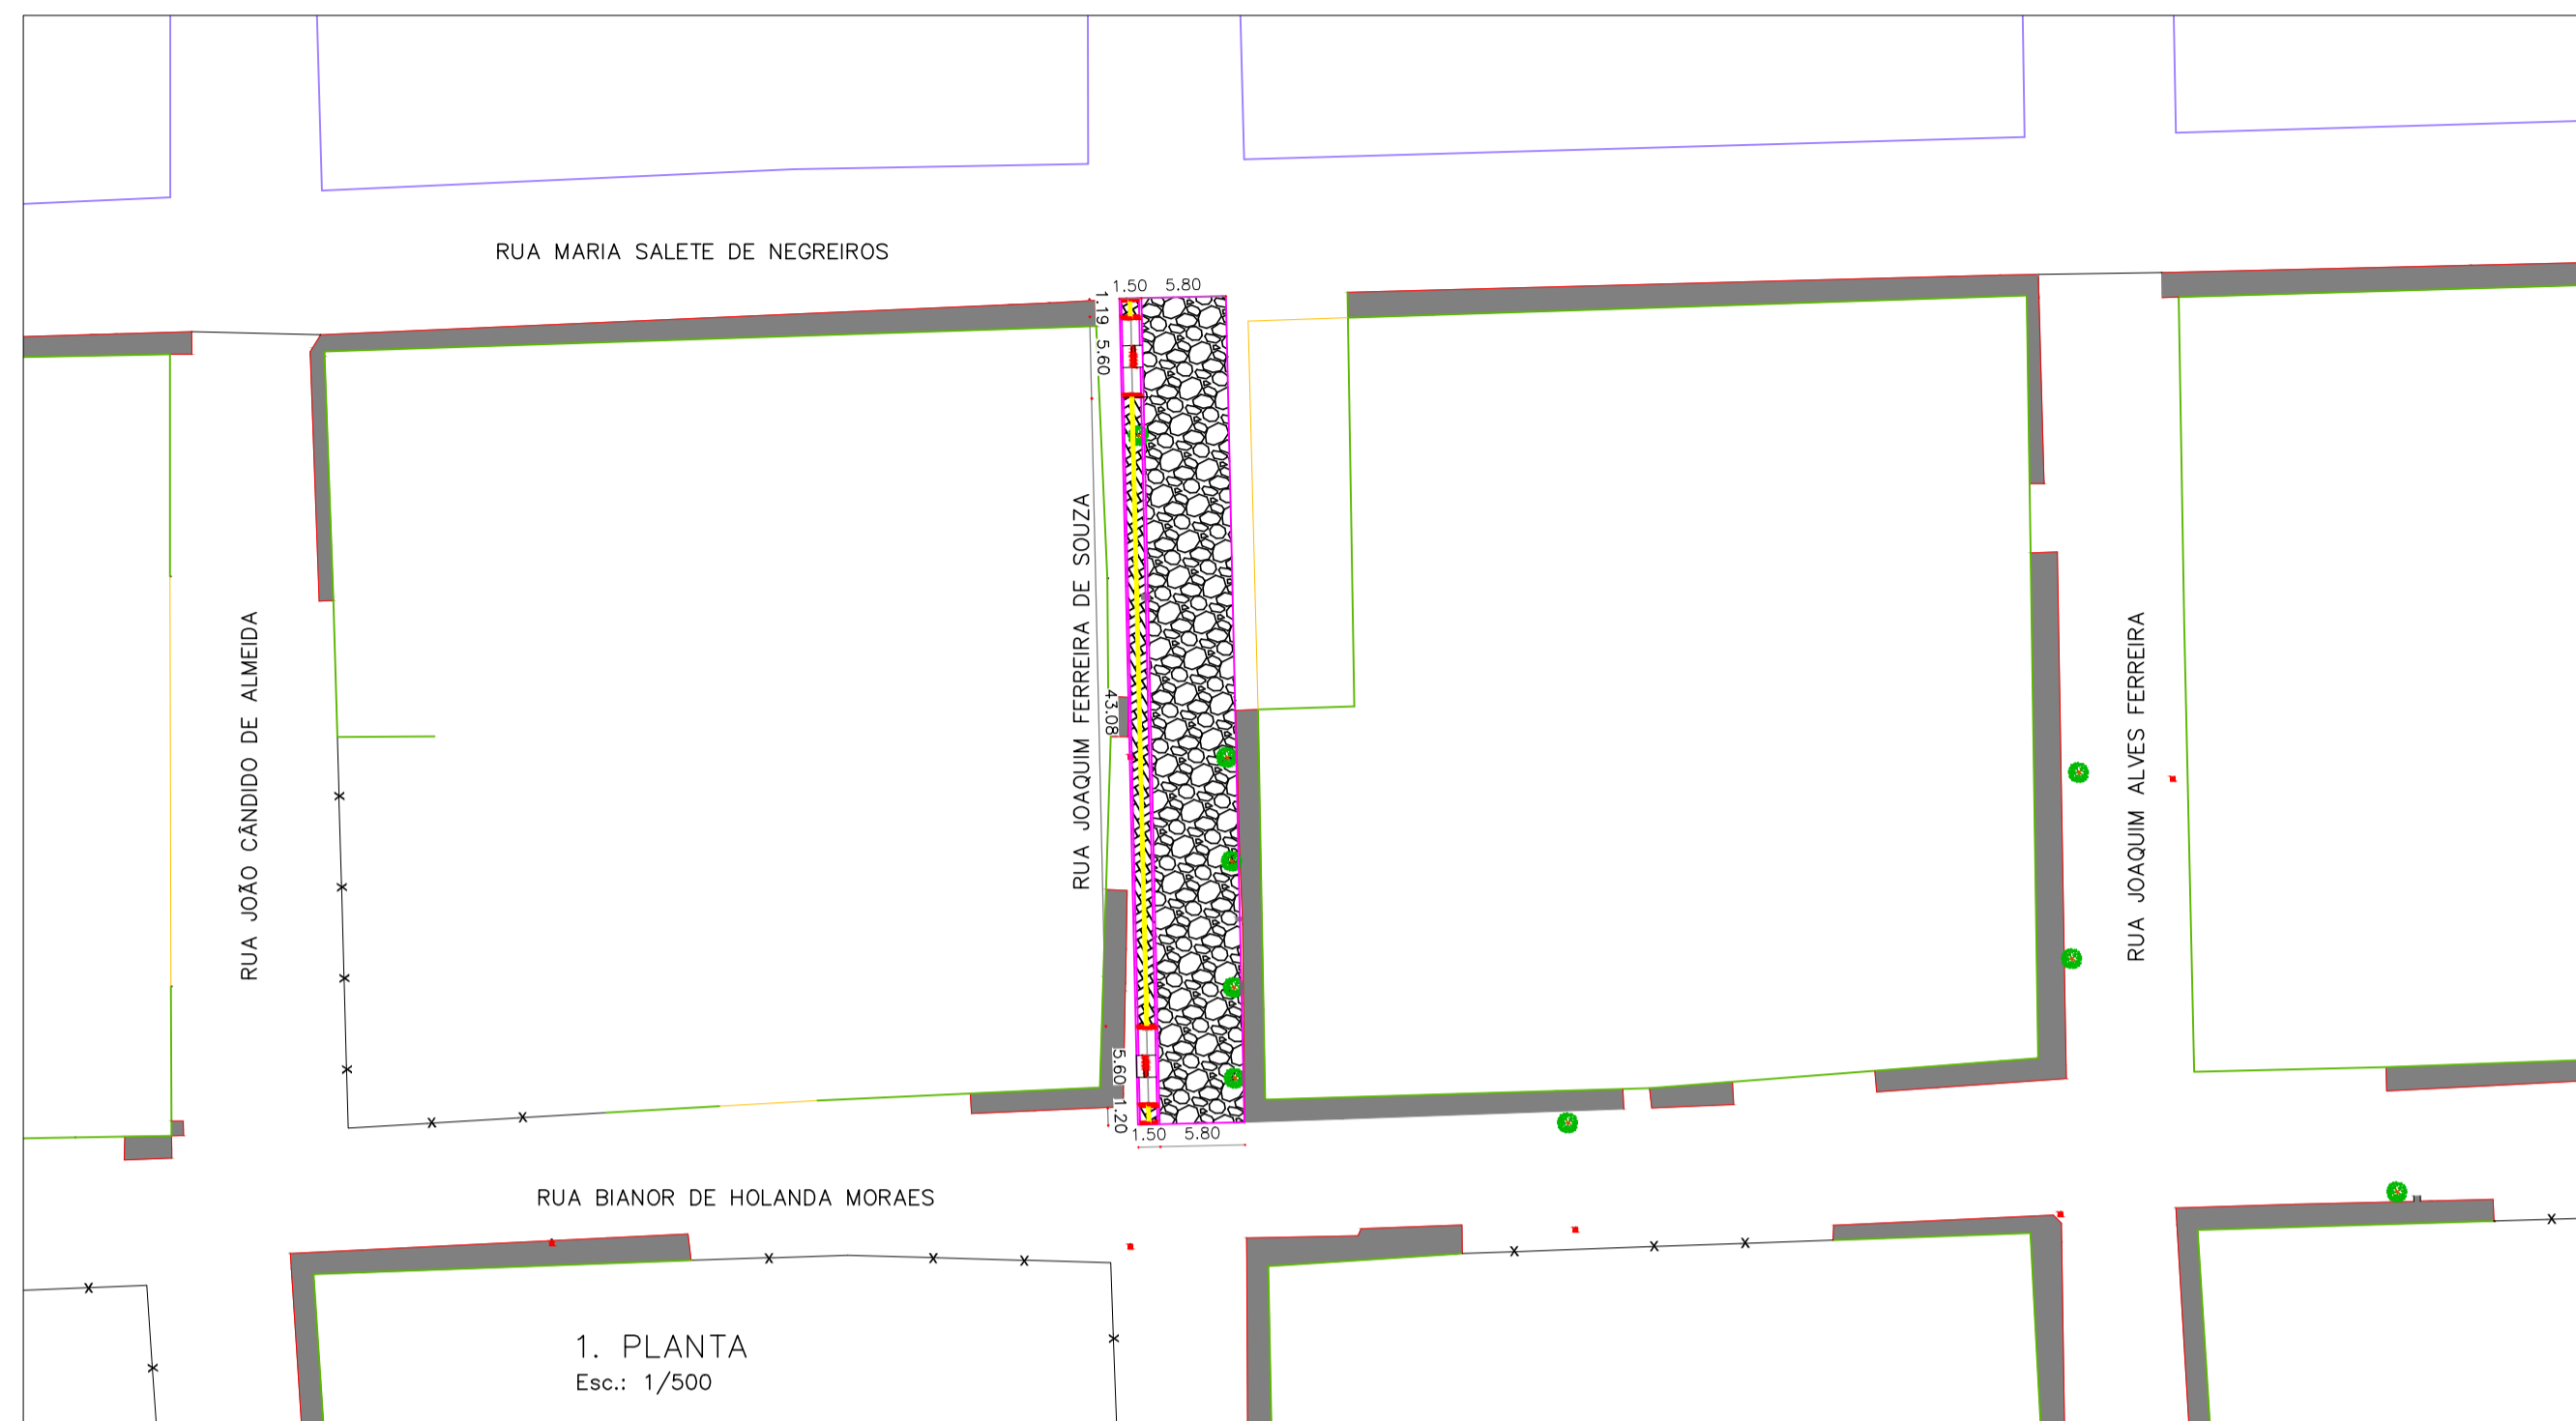 RUA MARIA SALETE DE NEGREIROS
1.50 5.80
1.19
5.60
RUA JOÃO CÂNDIDO DE ALMEIDA
RUA JOAQUIM FERREIRA DE SOUZA
43.08
RUA JOAQUIM ALVES FERREIRA
5.60
1.20
1.50 5.80
RUA BIANOR DE HOLANDA MORAES
1. PLANTA
Esc.: 1/500